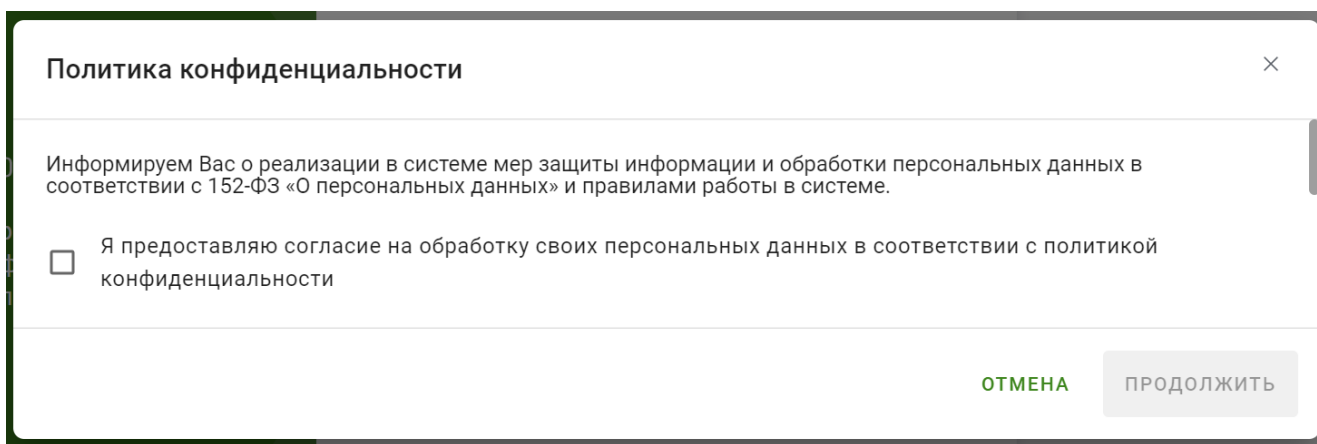 Политика конфиденциальности
Информируем Вас о реализации в системе мер защиты информации и обработки персональных данных в
соответствии с 152-ФЗ «О персональных данных» и правилами работы в системе.
Я предоставляю согласие на обработку своих персональных данных в соответствии с политикой
конфиденциальности
ОТМЕНА
ПРОДОЛЖИТЬ